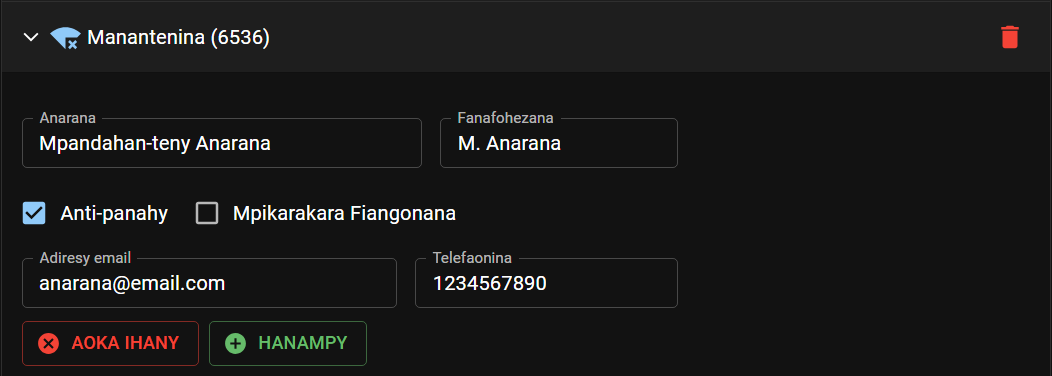 Manantenina (6536)
Anarana
Mpandahan-teny Anarana
Fanafohezana
M. Anarana
Anti-panahy
Mpikarakara Fiangonana
Adiresy email
anarana@email.com
Telefaonina
1234567890
AOKA IHANY
HANAMPY